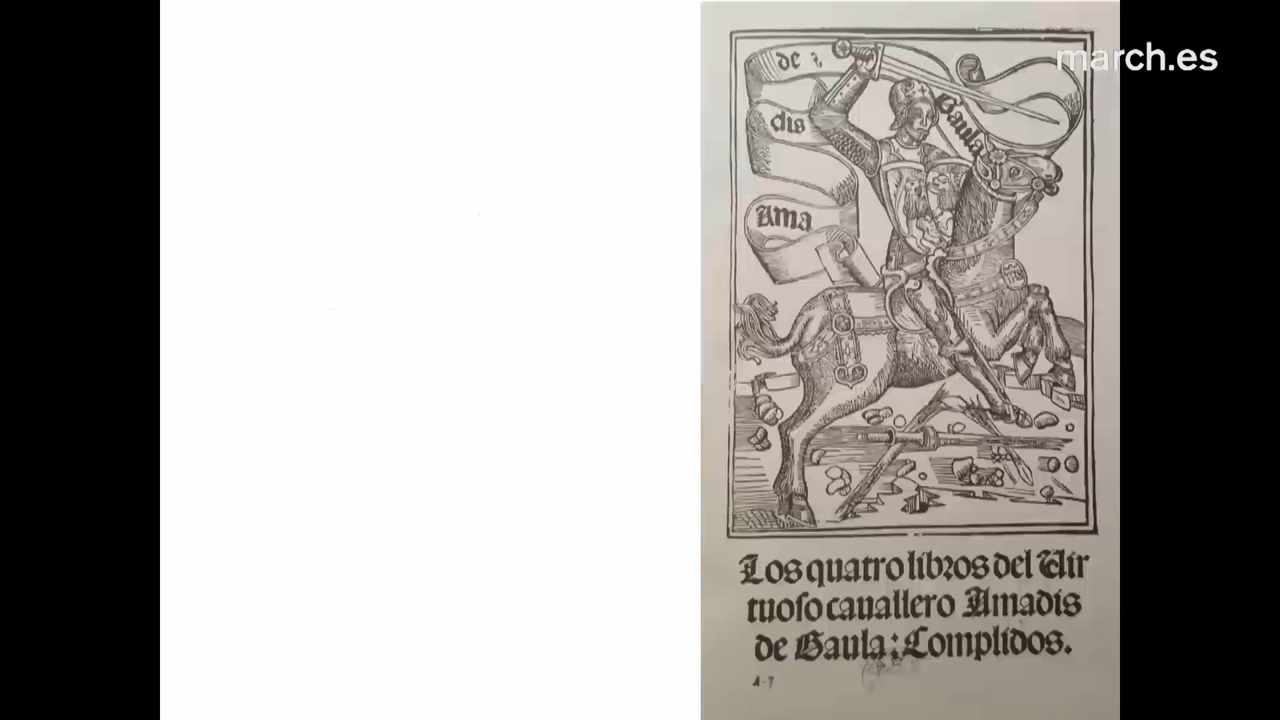 march.es
de
dis
Gaula
Ama
Los quatro libros del Vir
tuoso cauallero Amadis
de Gaula: Complidos.